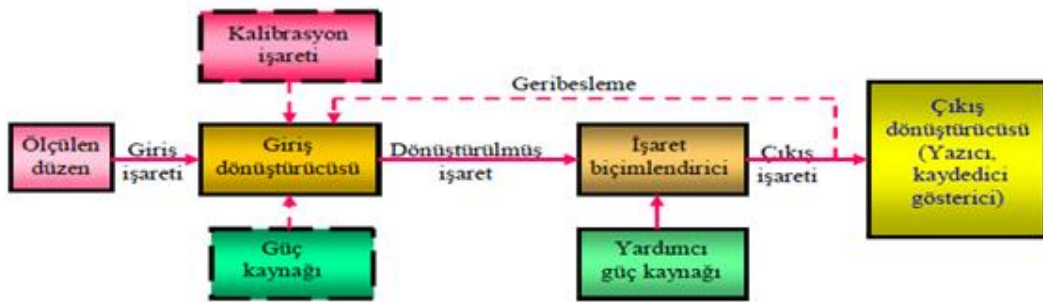 Kalibrasyon
işareti
Geribesleme
Ölçülen
düzen
Giriş
işareti
Giriş
dönüştürücüsü
Dönüştürülmüş
işaret
İşaret
biçimlendirici
Çıkış
işareti
Çıkış
dönüştürücüsü
(Yazıcı,
kaydedici
gösterici)
Güç
kaynağı
Yardımcı
güç kaynağı